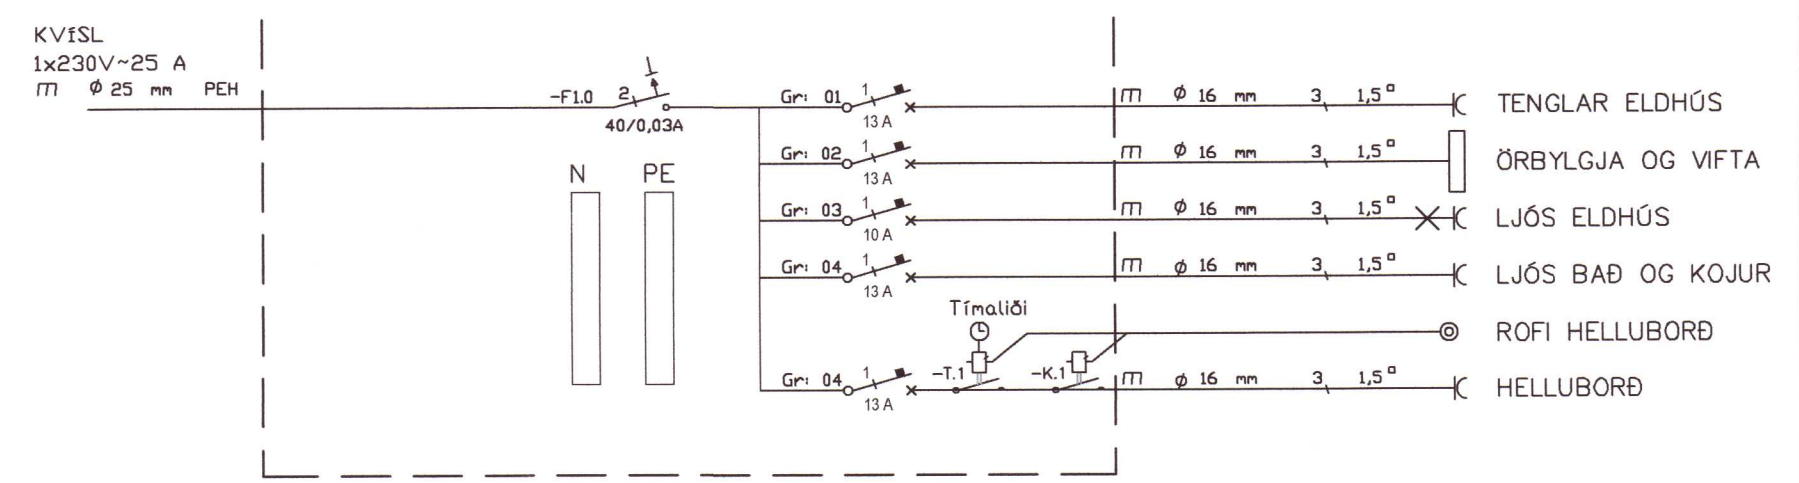 KVÍSL
1x230V~25 A
m ϕ 25 mm PEH
-F1.0 2
40/0,03A
N PE
Gr: 01 1 13 A m ϕ 16 mm 3 1,5▫ TENGLAR ELDHÚS
Gr: 02 1 13 A m ϕ 16 mm 3 1,5▫ ÖRBYLGJA OG VIFTA
Gr: 03 1 10 A m ϕ 16 mm 3 1,5▫ LJÓS ELDHÚS
Gr: 04 1 13 A m ϕ 16 mm 3 1,5▫ LJÓS BAÐ OG KOJUR
Tímaliði
ROFI HELLUBORÐ
Gr: 04 1 13 A -T.1 -K.1 m ϕ 16 mm 3 1,5▫ HELLUBORÐ